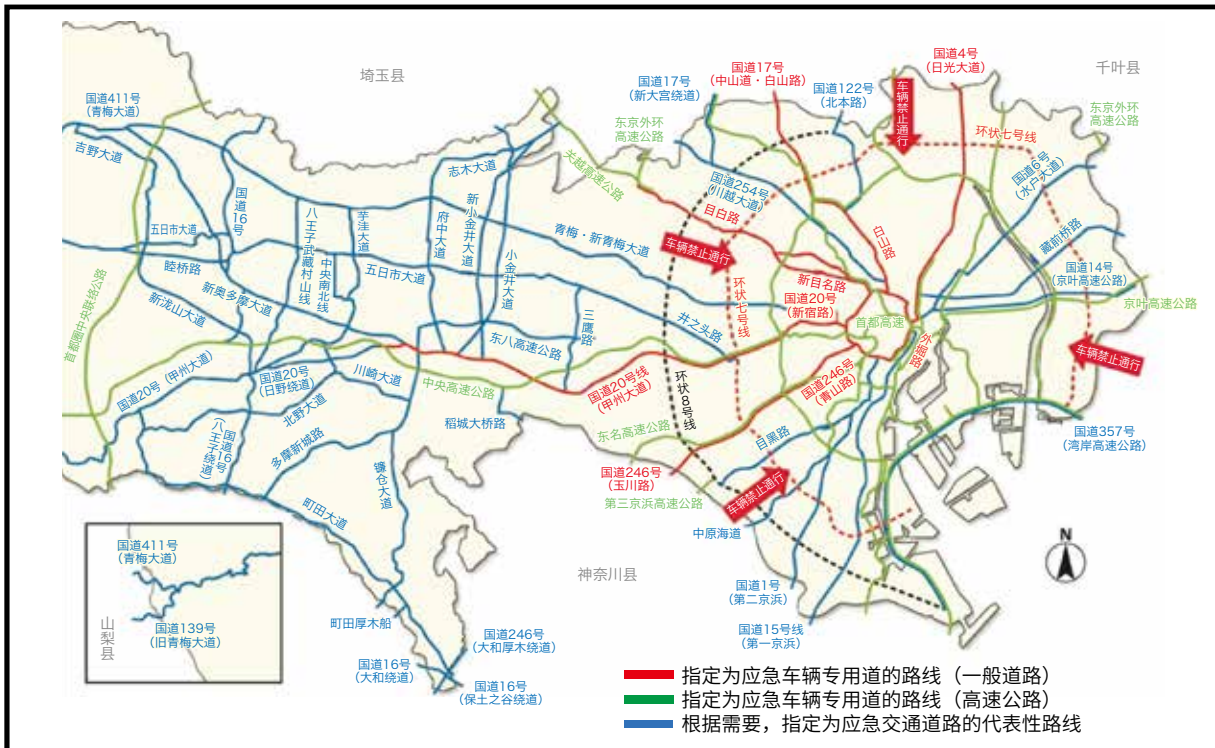 埼玉县
千叶县
神奈川县
山梨县
国道411号
（青梅大道）
吉野大道
国道16号
五日市大道
睦桥路
新泷山大道
新奥多摩大道
首都圈中央联络公路
八王子武藏村山线
中央南北线
芋洼大道
五日市大道
府中大道
新小金井大道
小金井大道
志木大道
青梅・新青梅大道
三鹰路
东八高速公路
井之头路
国道20号（甲州大道）
国道20号
（日野绕道）
川崎大道
北野大道
中央高速公路
国道20号线
（甲州大道）
稻城大桥路
国道16号
（八王子绕道）
多摩新城路
镰仓大道
町田大道
町田厚木船
国道246号
（大和厚木绕道）
国道16号
（大和绕道）
国道16号
（保土之谷绕道）
国道411号
（青梅大道）
国道139号
（旧青梅大道）
国道17号
（新大宫绕道）
国道17号
（中山道・白山路）
国道122号
（北本路）
国道4号
（日光大道）
东京外环
高速公路
东京外环
高速公路
关越高速公路
车辆禁止通行
环状七号线
国道6号
（水户大道）
国道254号
（川越大道）
目白路
白山路
藏前桥路
车辆禁止通行
新目名路
国道14号
（京叶高速公路）
京叶高速公路
环状七号线
国道20号
（新宿路）
首都高速
外堀路
车辆禁止通行
环状8号线
国道246号
（青山路）
东名高速公路
目黑路
国道246号
（玉川路）
第三京浜高速公路
车辆禁止通行
国道357号
（湾岸高速公路）
中原海道
国道1号
（第二京浜）
国道15号线
（第一京浜）
N
指定为应急车辆专用道的路线（一般道路）
指定为应急车辆专用道的路线（高速公路）
根据需要，指定为应急交通道路的代表性路线